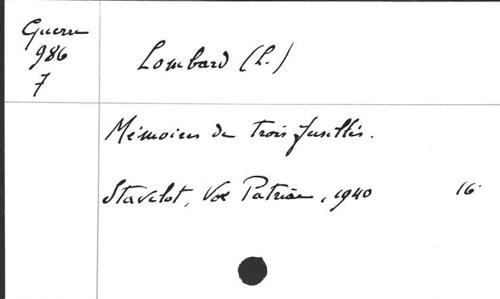 Guerre
986
7
Lombard (L.)
Mémoires de trois fusillés.
Stavelot, Vox Patriae, 1940 16°